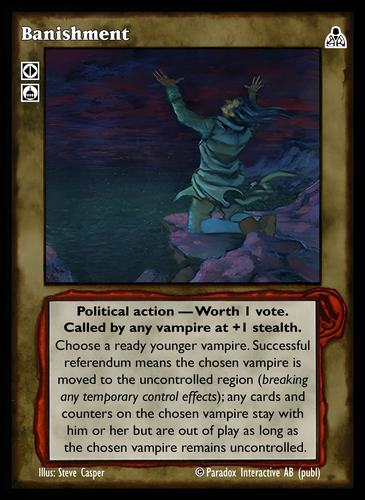 Banishment
Political action — Worth 1 vote.
Called by any vampire at +1 stealth.
Choose a ready younger vampire. Successful
referendum means the chosen vampire is
moved to the uncontrolled region (breaking
any temporary control effects); any cards and
counters on the chosen vampire stay with
him or her but are out of play as long as
the chosen vampire remains uncontrolled.
Illus: Steve Casper
© Paradox Interactive AB (publ)